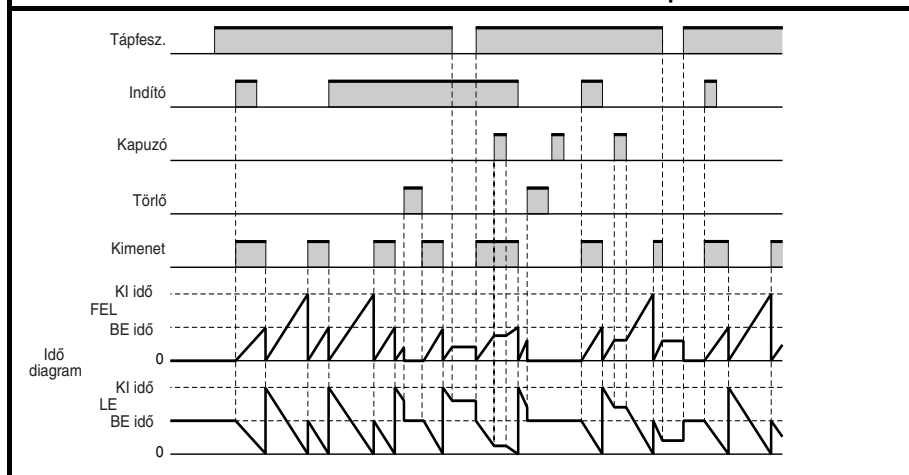 Tápfesz.
Indító
Kapuzó
Törlő
Kimenet
KI idő
FEL
BE idő
0
Idő
diagram
KI idő
LE
BE idő
0